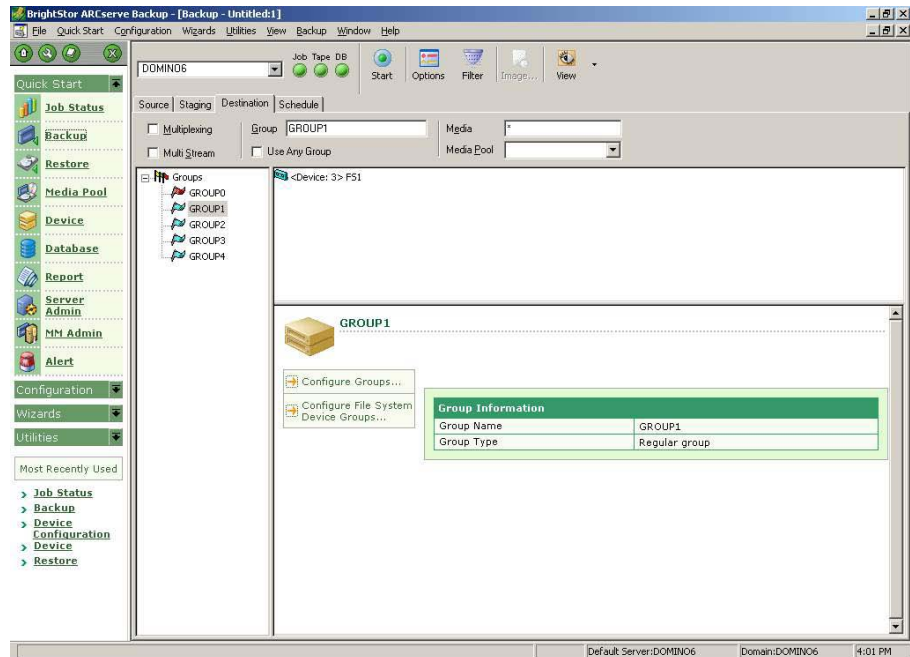 BrightStor ARCserve Backup - [Backup - Untitled:1]
File Quick Start Configuration Wizards Utilities View Backup Window Help
DOMINO6
Job Tape DB
Start
Options
Filter
Image...
View
Quick Start
Job Status
Backup
Restore
Media Pool
Device
Database
Report
Server Admin
MM Admin
Alert
Configuration
Wizards
Utilities
Most Recently Used
Job Status
Backup
Device Configuration
Device
Restore
Source
Staging
Destination
Schedule
Multiplexing
Group GROUP1
Media *
Multi Stream
Use Any Group
Media Pool
Groups
GROUP0
GROUP1
GROUP2
GROUP3
GROUP4
<Device: 3> FS1
GROUP1
Configure Groups...
Configure File System Device Groups...
Group Information
Group Name GROUP1
Group Type Regular group
Default Server:DOMINO6
Domain:DOMINO6
4:01 PM